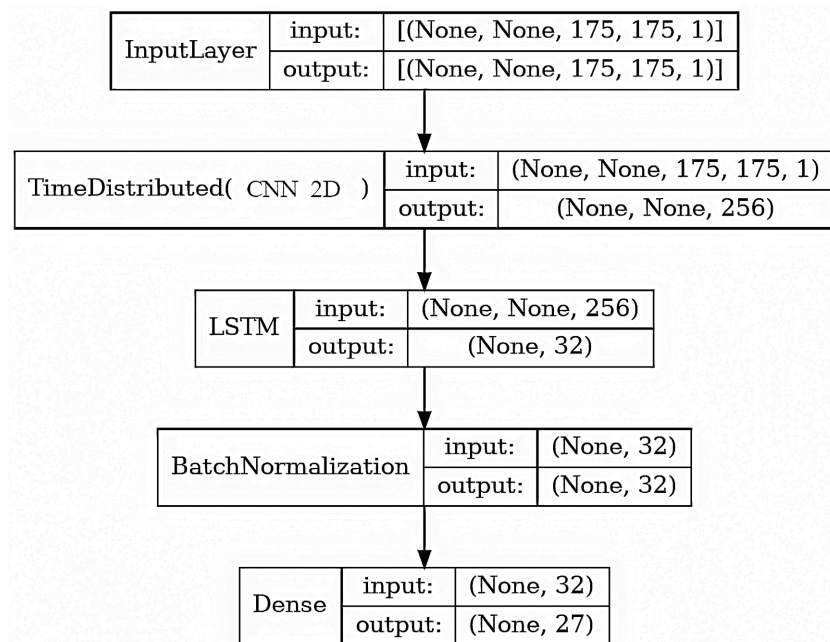 InputLayer input: [(None, None, 175, 175, 1)]
output: [(None, None, 175, 175, 1)]
TimeDistributed( CNN 2D ) input: (None, None, 175, 175, 1)
output: (None, None, 256)
LSTM input: (None, None, 256)
output: (None, 32)
BatchNormalization input: (None, 32)
output: (None, 32)
Dense input: (None, 32)
output: (None, 27)